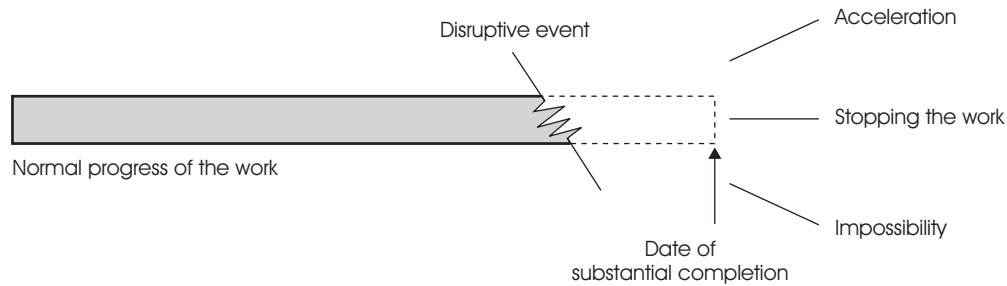 Acceleration
Disruptive event
Stopping the work
Normal progress of the work
Impossibility
Date of
substantial completion